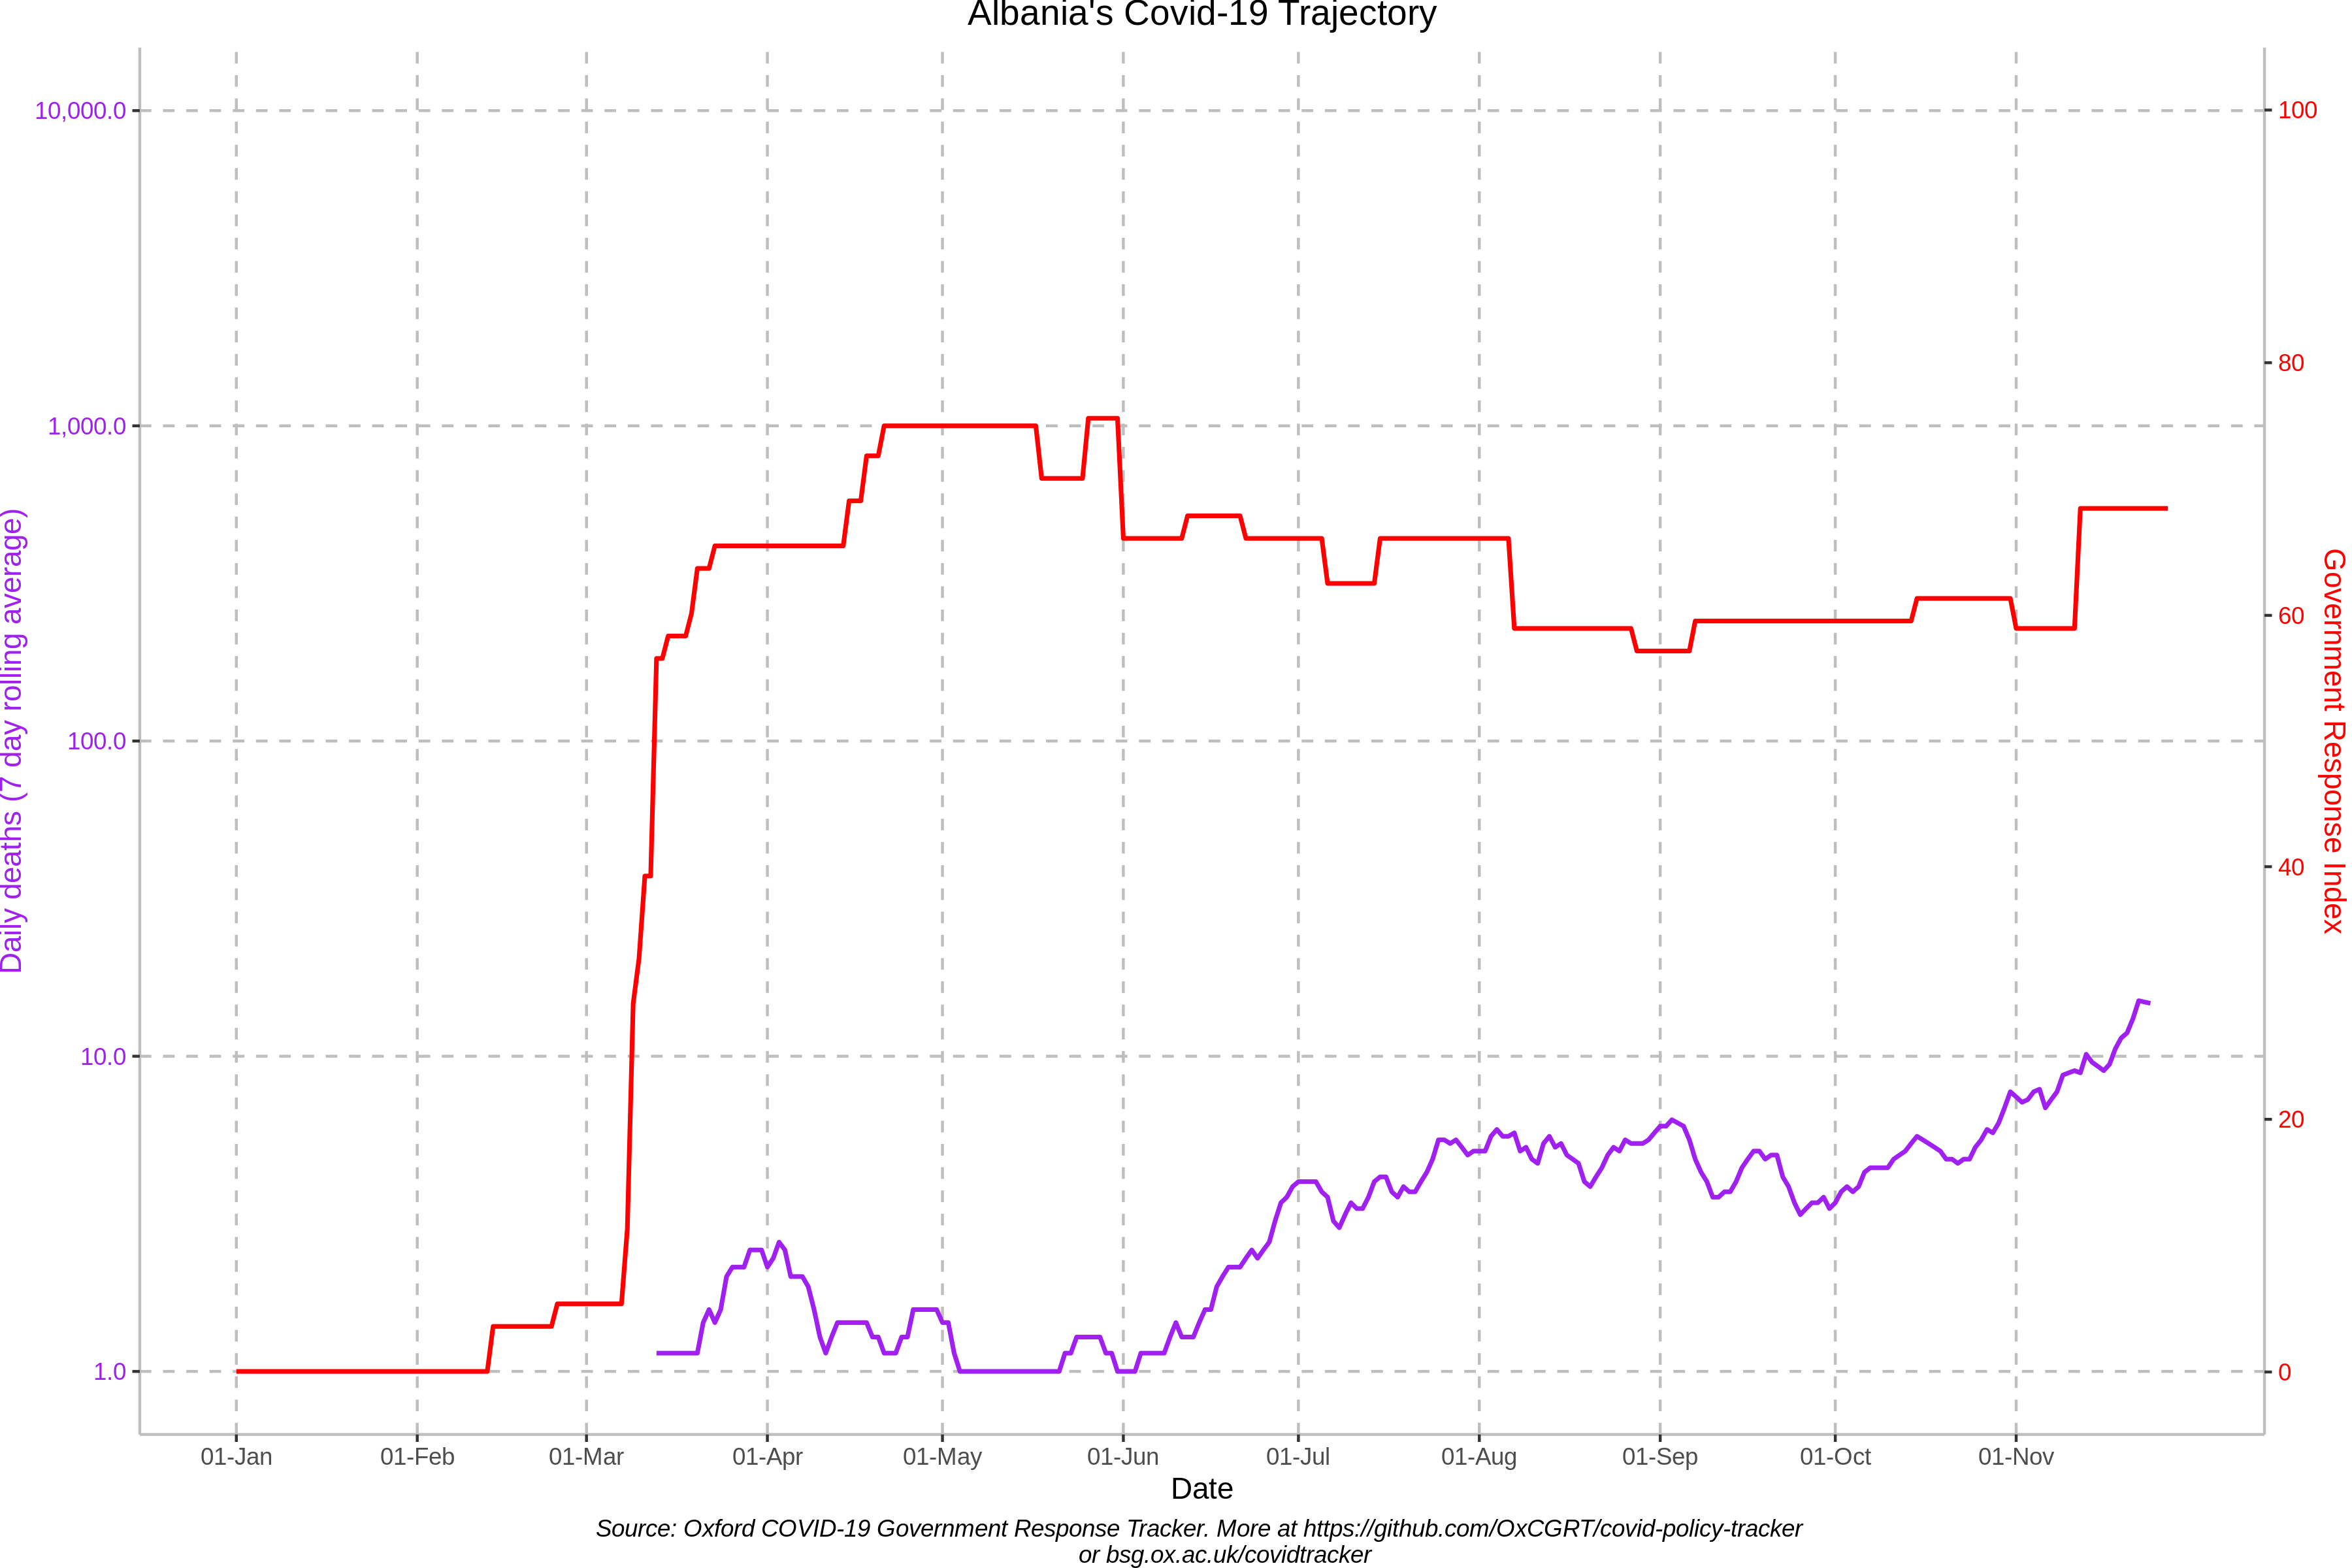 Albania's Covid-19 Trajectory
10,000.0
1,000.0
100.0
10.0
1.0
Daily deaths (7 day rolling average)
100
80
60
40
20
0
Government Response Index
01-Jan 01-Feb 01-Mar 01-Apr 01-May 01-Jun 01-Jul 01-Aug 01-Sep 01-Oct 01-Nov
Date
Source: Oxford COVID-19 Government Response Tracker. More at https://github.com/OxCGRT/covid-policy-tracker
or bsg.ox.ac.uk/covidtracker